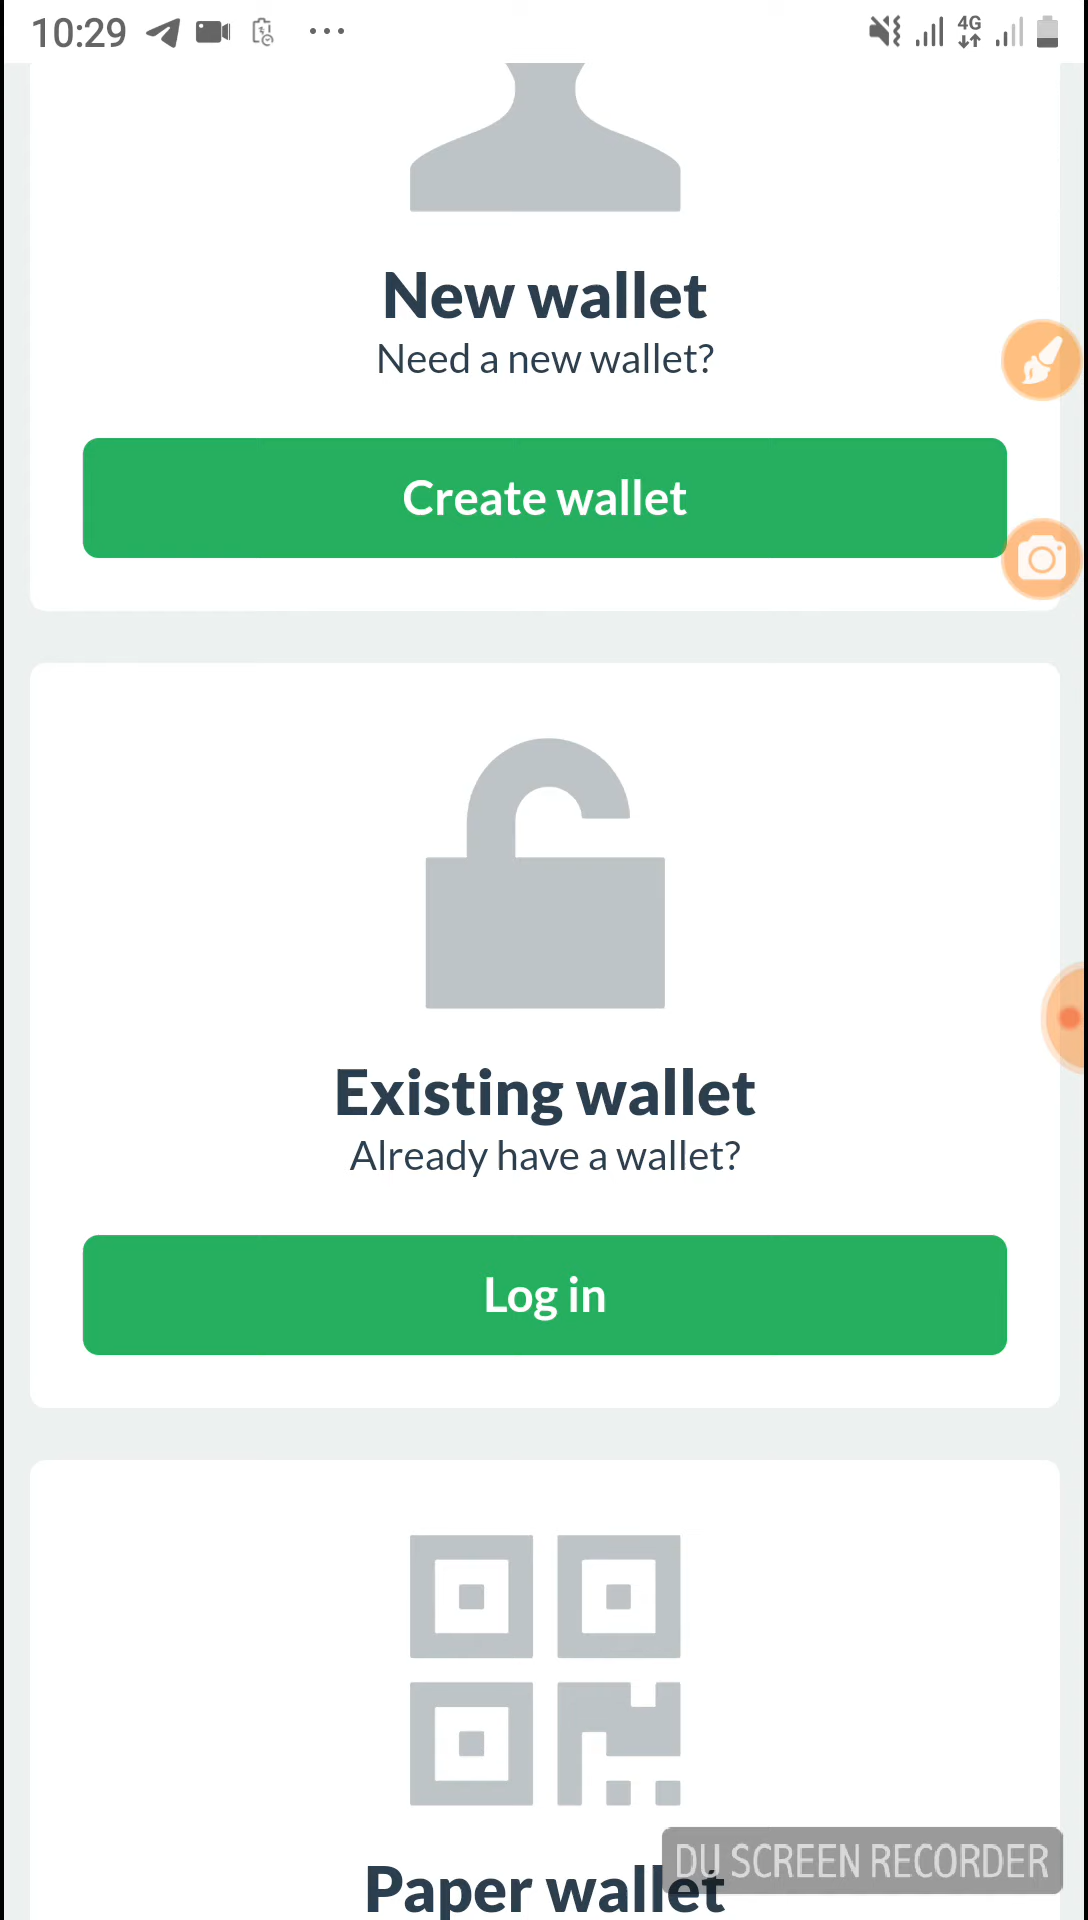 10:29
4G
New wallet
Need a new wallet?
Create wallet
Existing wallet
Already have a wallet?
Log in
DU SCREEN RECORDER
Paper wallet